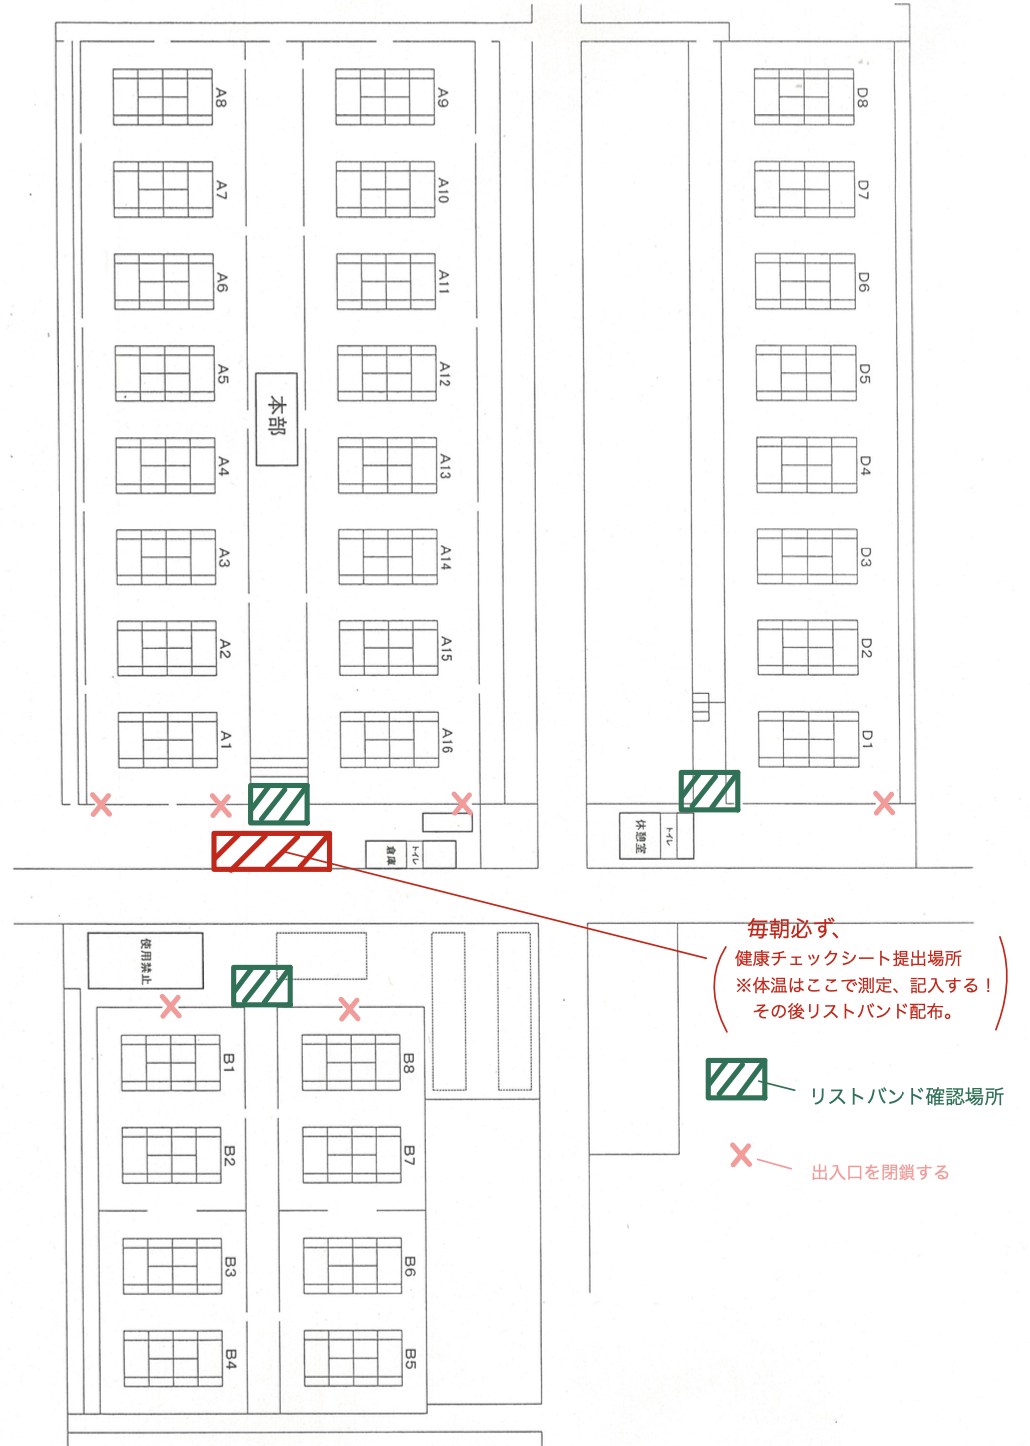 A8
A9
D8
A7
A10
D7
A6
A11
D6
A5
A12
D5
本部
A4
A13
D4
A3
A14
D3
A2
A15
D2
A1
A16
D1
倉庫
トイレ
休憩室
トイレ
使用禁止
毎朝必ず、
健康チェックシート提出場所
※体温はここで測定、記入する！
その後リストバンド配布。
B1
B8
リストバンド確認場所
B2
B7
出入口を閉鎖する
B3
B6
B4
B5